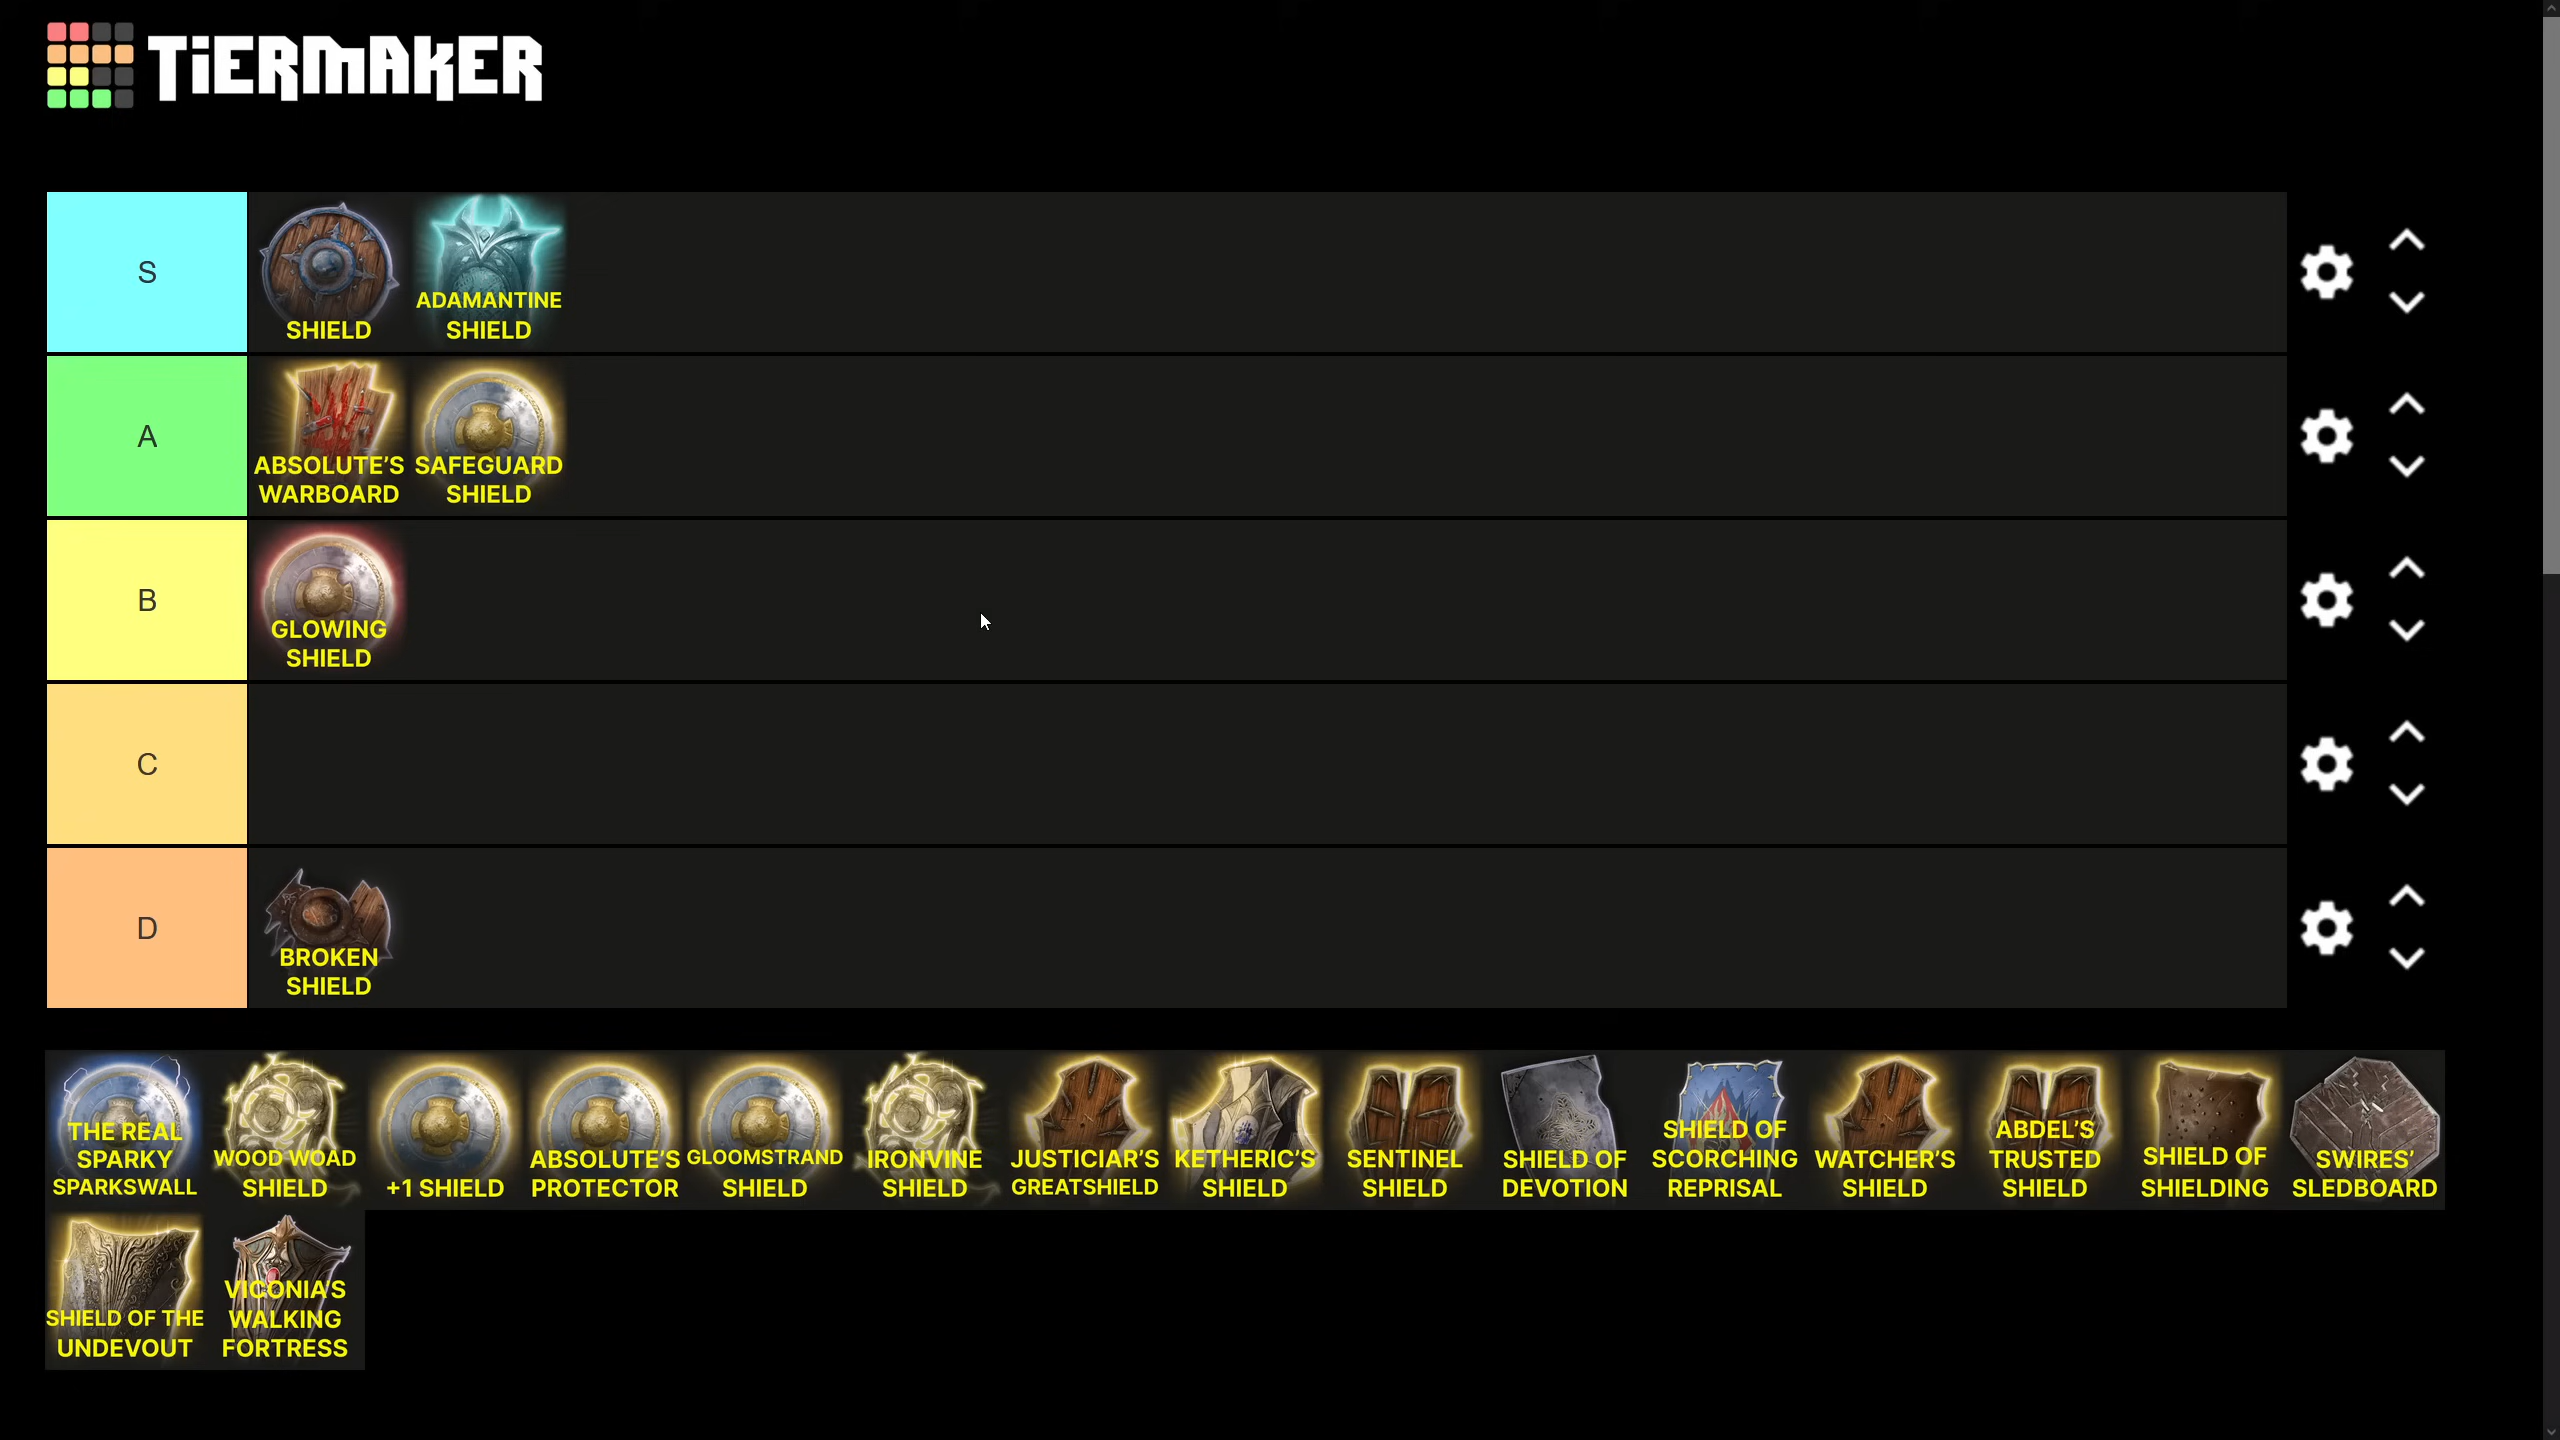 TiERMAKER
S
SHIELD
ADAMANTINE
SHIELD
A
ABSOLUTE'S
WARBOARD
SAFEGUARD
SHIELD
B
GLOWING
SHIELD
C
D
BROKEN
SHIELD
THE REAL
SPARKY
SPARKSWALL
WOOD WOAD
SHIELD
+1 SHIELD
ABSOLUTE'S
PROTECTOR
GLOOMSTRAND
SHIELD
IRONVINE
SHIELD
JUSTICIAR'S
GREATSHIELD
KETHERIC'S
SHIELD
SENTINEL
SHIELD
SHIELD OF
DEVOTION
SHIELD OF
SCORCHING
REPRISAL
WATCHER'S
SHIELD
ABDEL'S
TRUSTED
SHIELD
SHIELD OF
SHIELDING
SWIRES'
SLEDBOARD
SHIELD OF THE
UNDEVOUT
VICONIA'S
WALKING
FORTRESS